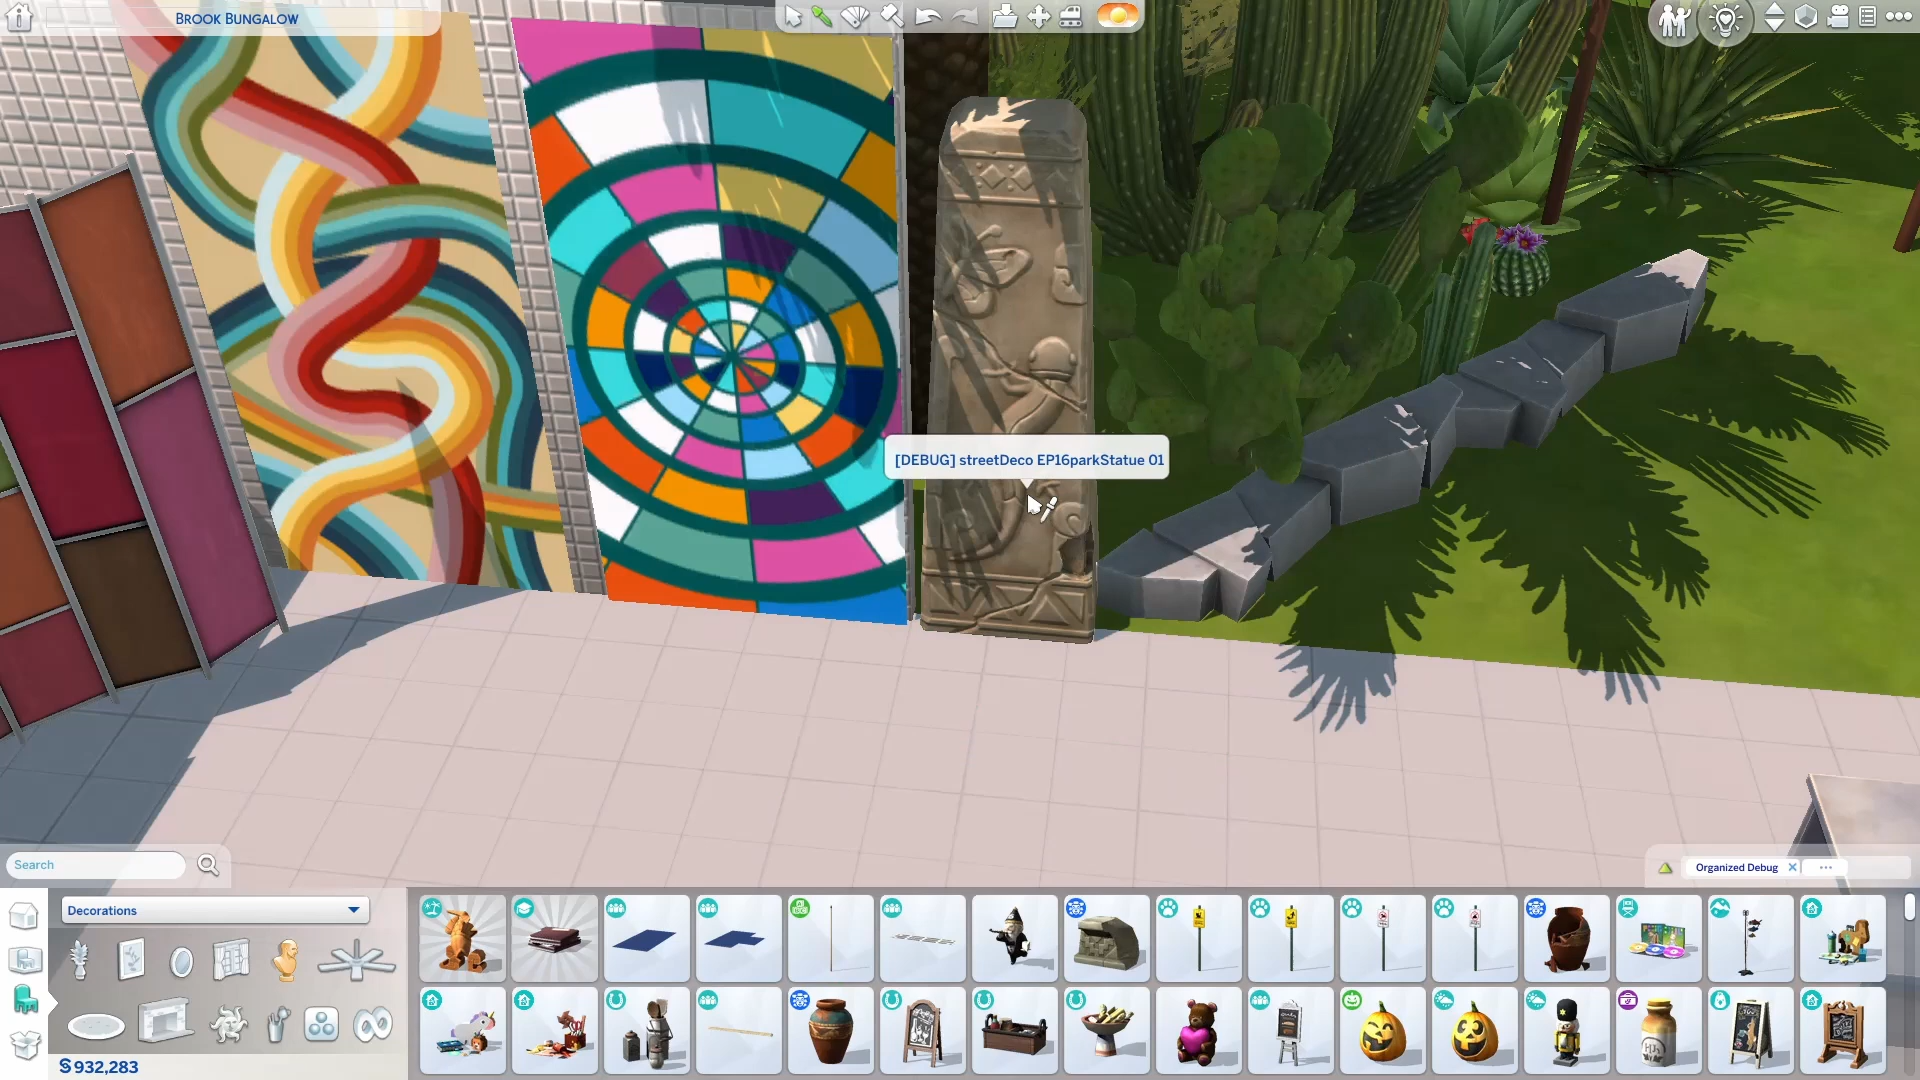 BROOK BUNGALOW
[DEBUG] streetDeco EP16parkStatue 01
Search
Organized Debug
Decorations
932,283